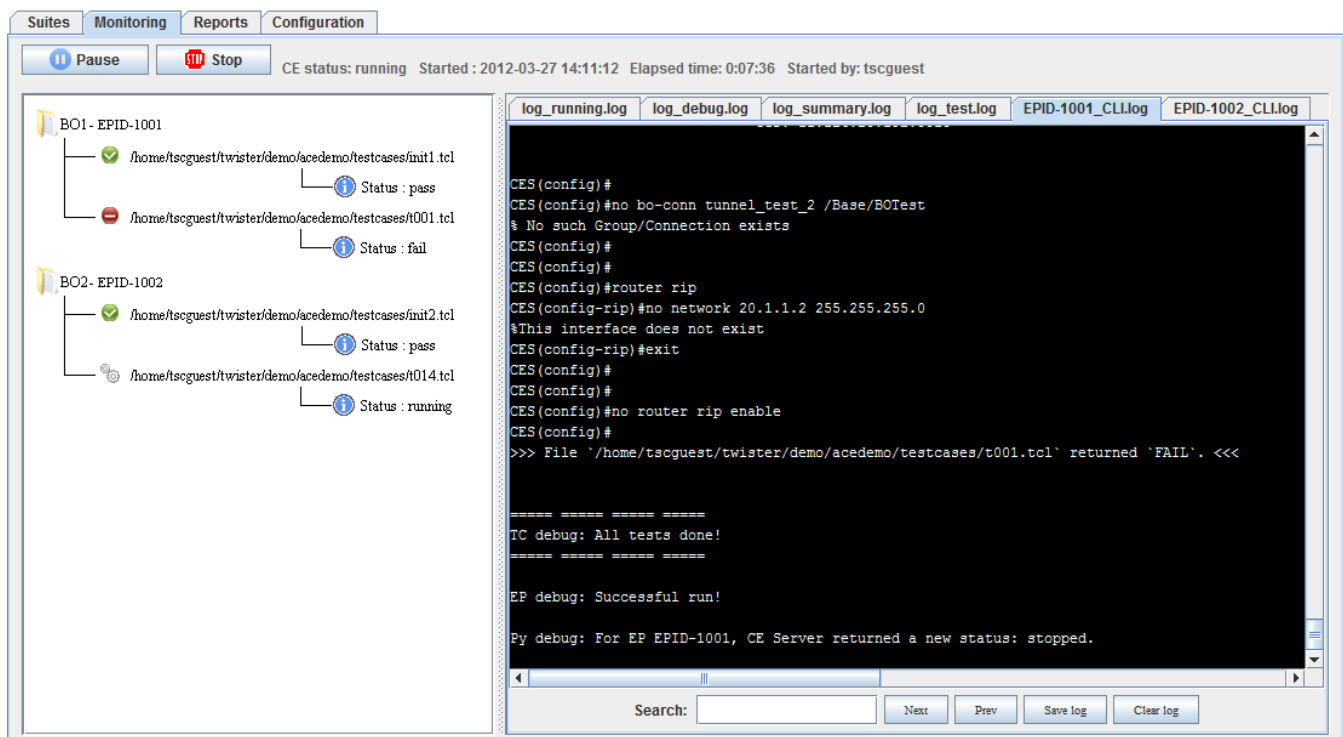 Suites Monitoring Reports Configuration
Pause STOP Stop CE status: running Started : 2012-03-27 14:11:12 Elapsed time: 0:07:36 Started by: tscguest
BO1- EPID-1001
/home/tscguest/twister/demo/acedemo/testcases/init1.tcl
Status : pass
/home/tscguest/twister/demo/acedemo/testcases/t001.tcl
Status : fail
BO2- EPID-1002
/home/tscguest/twister/demo/acedemo/testcases/init2.tcl
Status : pass
/home/tscguest/twister/demo/acedemo/testcases/t014.tcl
Status : running
log_running.log log_debug.log log_summary.log log_test.log EPID-1001_CLI.log EPID-1002_CLI.log
CES(config)#
CES(config)#no bo-conn tunnel_test_2 /Base/BOTest
% No such Group/Connection exists
CES(config)#
CES(config)#
CES(config)#router rip
CES(config-rip)#no network 20.1.1.2 255.255.255.0
%This interface does not exist
CES(config-rip)#exit
CES(config)#
CES(config)#
CES(config)#no router rip enable
CES(config)#
>>> File `/home/tscguest/twister/demo/acedemo/testcases/t001.tcl` returned `FAIL`. <<<
===== ===== ===== =====
TC debug: All tests done!
===== ===== ===== =====
EP debug: Successful run!
Py debug: For EP EPID-1001, CE Server returned a new status: stopped.
Search: Next Prev Save log Clear log